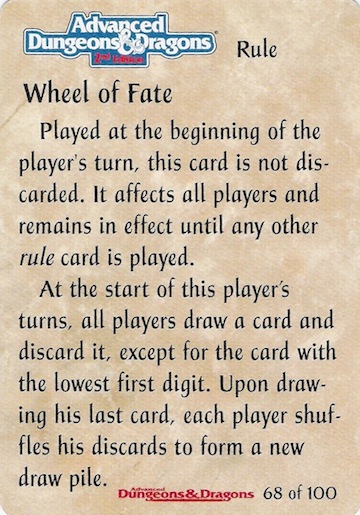 Advanced
Dungeons & Dragons®
2nd Edition
Rule
Wheel of Fate
Played at the beginning of the
player's turn, this card is not dis-
carded. It affects all players and
remains in effect until any other
rule card is played.
At the start of this player's
turns, all players draw a card and
discard it, except for the card with
the lowest first digit. Upon draw-
ing his last card, each player shuf-
fles his discards to form a new
draw pile.
Advanced
Dungeons & Dragons 68 of 100